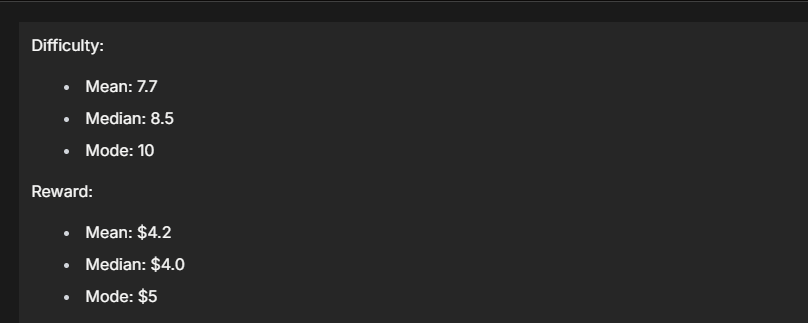 Difficulty:
Mean: 7.7
Median: 8.5
Mode: 10
Reward:
Mean: $4.2
Median: $4.0
Mode: $5